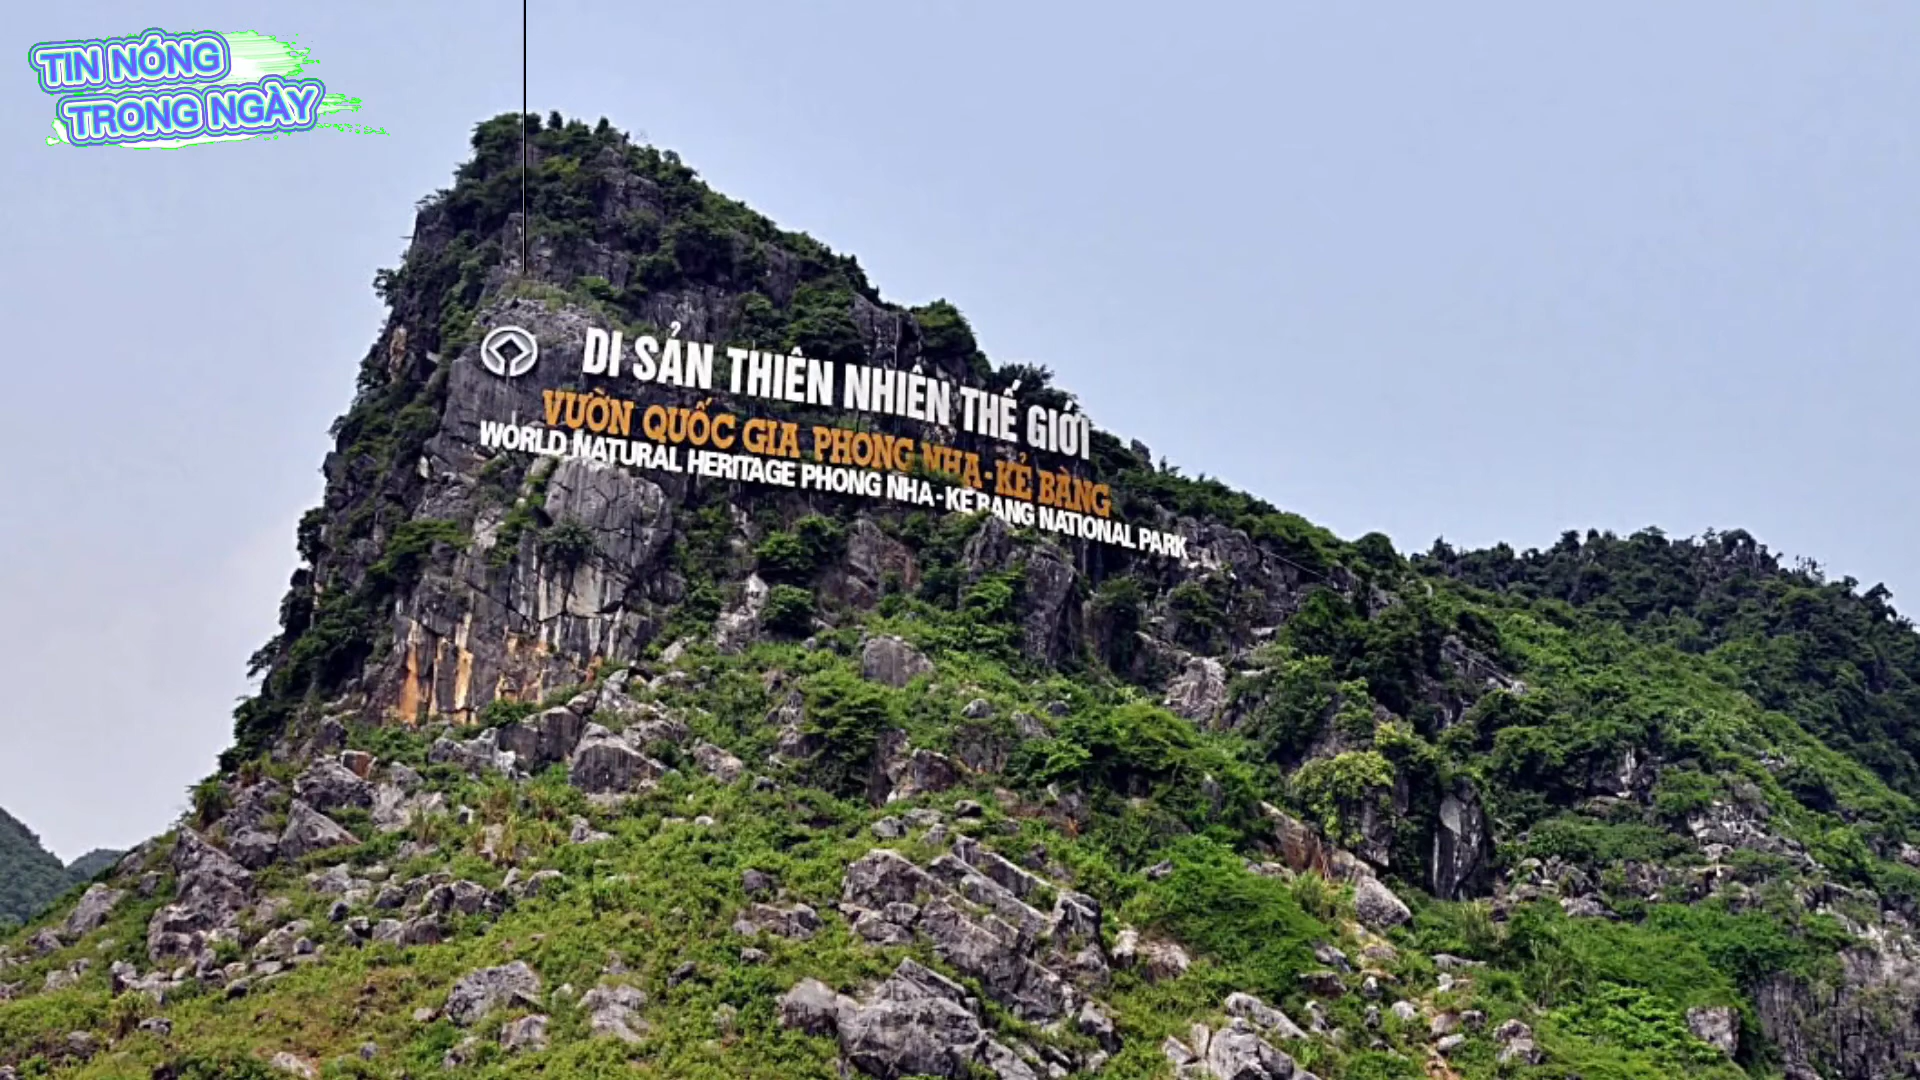 TIN NÓNG
TRONG NGÀY
DI SẢN THIÊN NHIÊN THẾ GIỚI
VƯỜN QUỐC GIA PHONG NHA-KẺ BÀNG
WORLD NATURAL HERITAGE PHONG NHA-KE BANG NATIONAL PARK